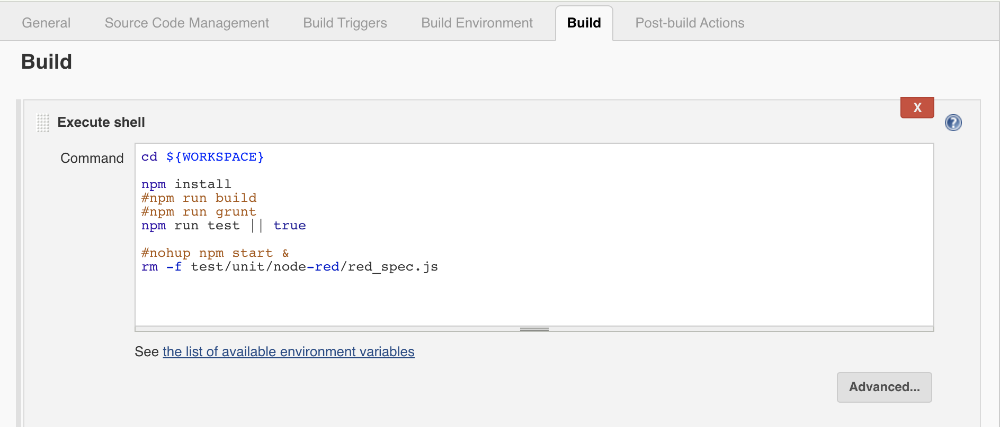 General Source Code Management Build Triggers Build Environment Build Post-build Actions
Build
X
Execute shell
?
Command
cd ${WORKSPACE}
npm install
#npm run build
#npm run grunt
npm run test || true
#nohup npm start &
rm -f test/unit/node-red/red_spec.js
See the list of available environment variables
Advanced...